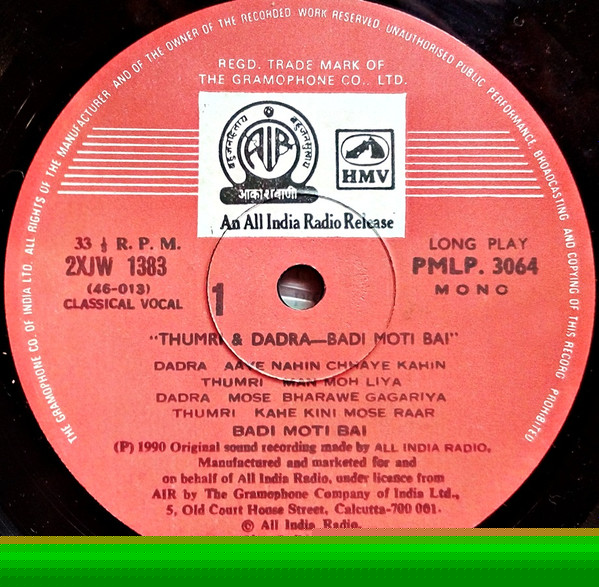 THE GRAMOPHONE CO. OF INDIA LTD. ALL RIGHTS OF THE MANUFACTURER AND OF THE OWNER OF THE RECORDED WORK RESERVED. UNAUTHORISED PUBLIC PERFORMANCE, BROADCASTING AND COPYING OF THIS RECORD PROHIBITED
REGD. TRADE MARK OF
THE GRAMOPHONE CO., LTD.
बहुजनहिताय बहुजनसुखाय
AIR
आकाशवाणी
HMV
An All India Radio Release
33 ⅓ R. P. M.
2XJW 1383
(46-013)
CLASSICAL VOCAL
1
LONG PLAY
PMLP. 3064
MONO
"THUMRI & DADRA—BADI MOTI BAI"
DADRA AAYE NAHIN CHHAYE KAHIN
THUMRI MAN MOH LIYA
DADRA MOSE BHARAWE GAGARIYA
THUMRI KAHE KINI MOSE RAAR
BADI MOTI BAI
(P) 1990 Original sound recording made by ALL INDIA RADIO.
Manufactured and marketed for and
on behalf of All India Radio, under licence from
AIR by The Gramophone Company of India Ltd.,
5, Old Court House Street, Calcutta-700 001.
© All India Radio.